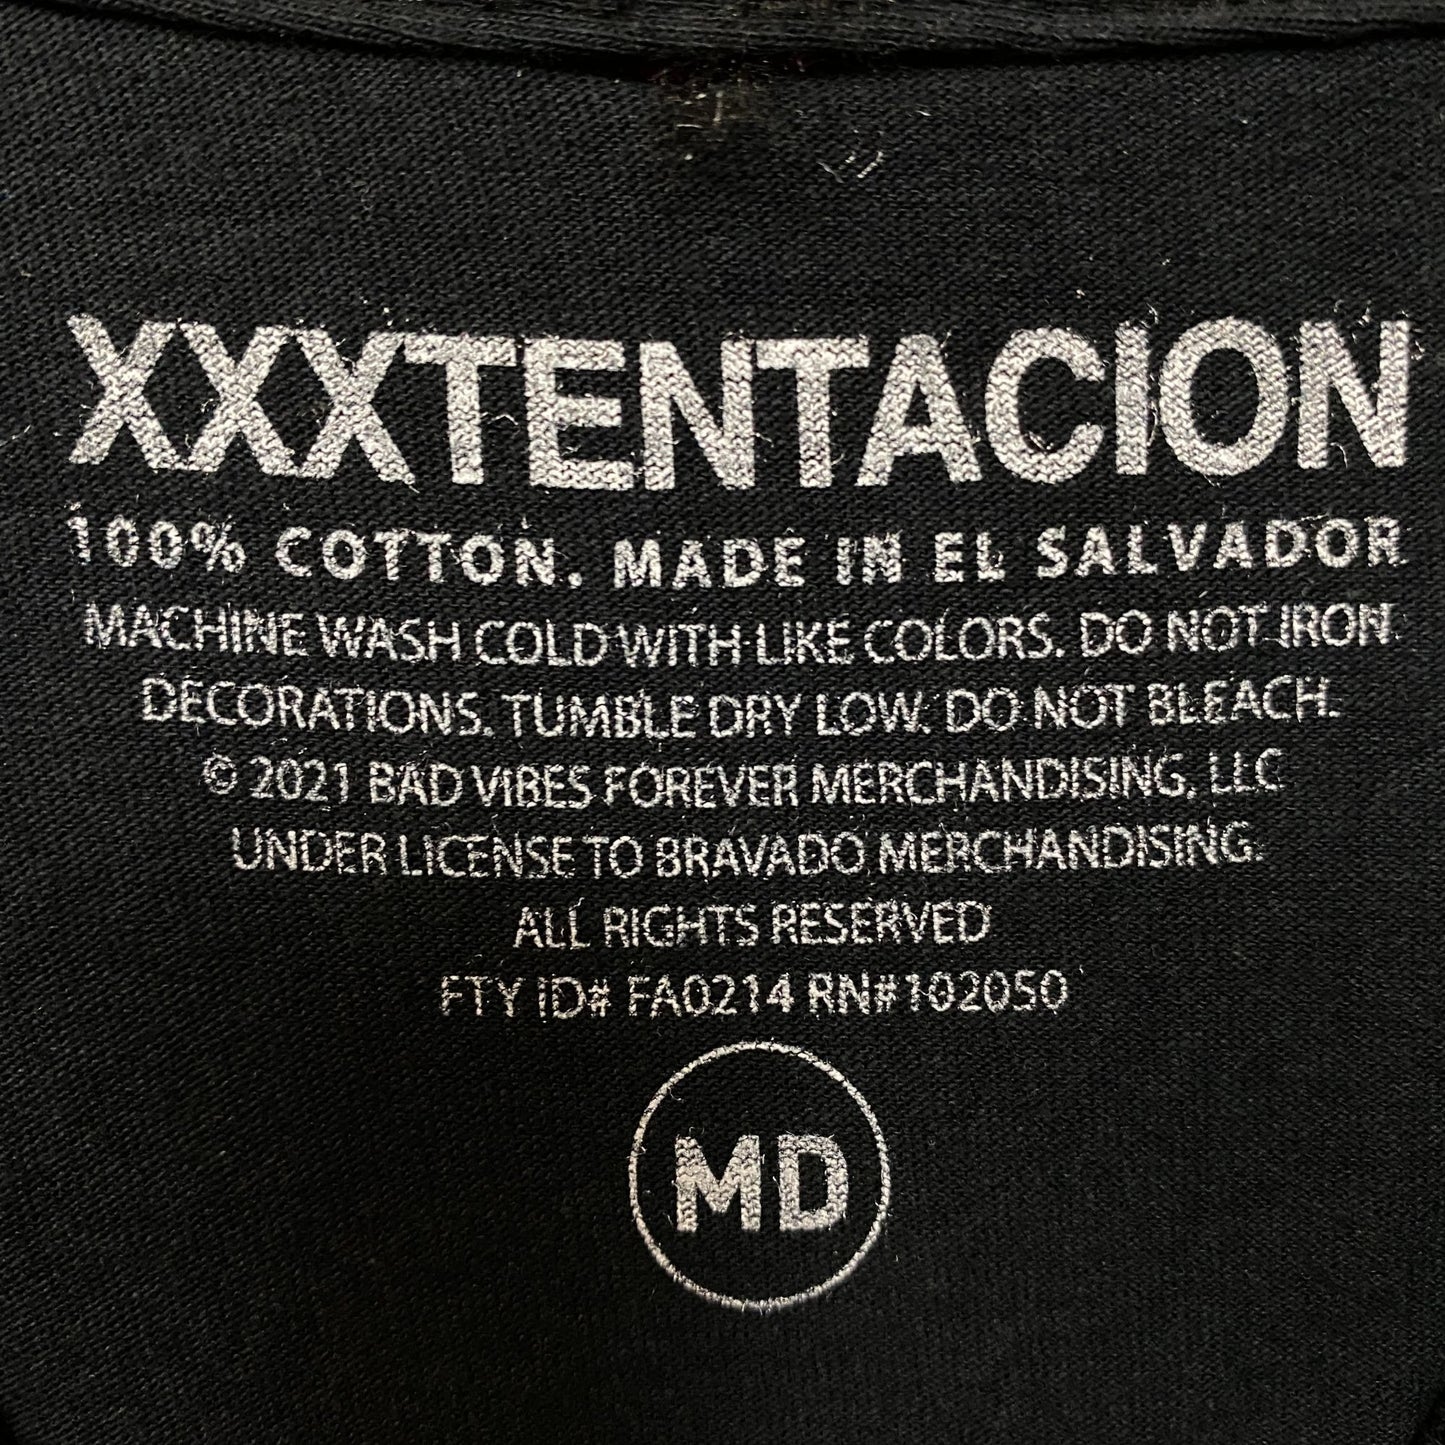 XXXTENTACION
100% COTTON. MADE IN EL SALVADOR
MACHINE WASH COLD WITH LIKE COLORS. DO NOT IRON
DECORATIONS. TUMBLE DRY LOW. DO NOT BLEACH.
© 2021 BAD VIBES FOREVER MERCHANDISING, LLC
UNDER LICENSE TO BRAVADO MERCHANDISING.
ALL RIGHTS RESERVED
FTY ID# FA0214 RN#102050
MD